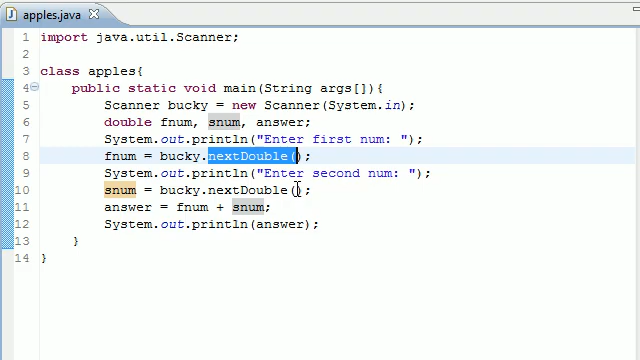 apples.java
1 import java.util.Scanner;
2
3 class apples{
4 public static void main(String args[]){
5 Scanner bucky = new Scanner(System.in);
6 double fnum, snum, answer;
7 System.out.println("Enter first num: ");
8 fnum = bucky.nextDouble();
9 System.out.println("Enter second num: ");
10 snum = bucky.nextDouble();
11 answer = fnum + snum;
12 System.out.println(answer);
13 }
14 }